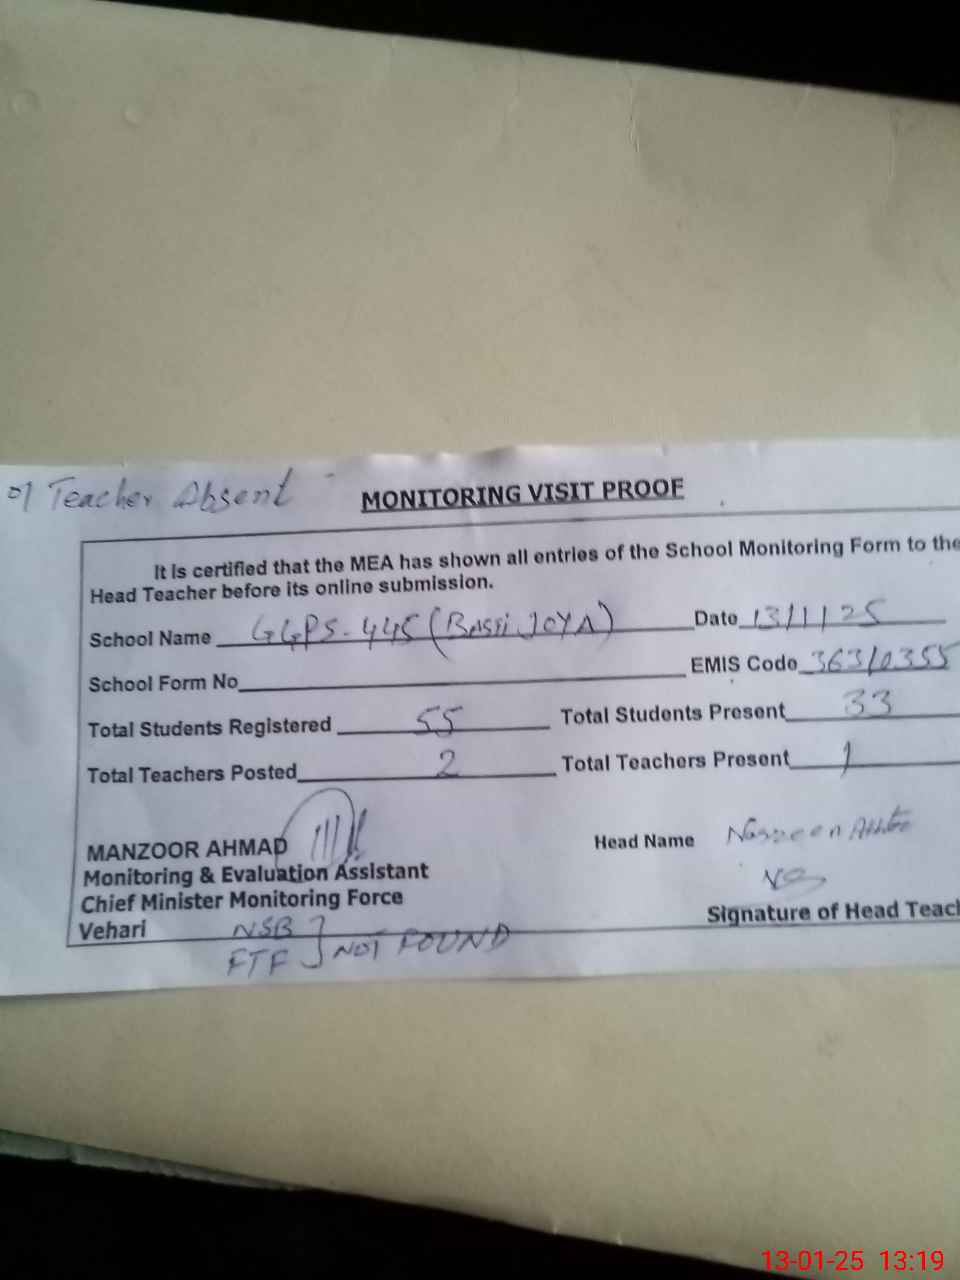 01 Teacher Absent
MONITORING VISIT PROOF
It is certified that the MEA has shown all entries of the School Monitoring Form to the
Head Teacher before its online submission.
School Name GGPS-445 (BASTI JOYA) Date 13/1/25
School Form No EMIS Code 36310355
Total Students Registered 55 Total Students Present 33
Total Teachers Posted 2 Total Teachers Present 1
MANZOOR AHMAD Head Name Nasreen Akhtar
Monitoring & Evaluation Assistant
Chief Minister Monitoring Force
Vehari Signature of Head Teach
NSB
FTF } NOT FOUND
13-01-25 13:19